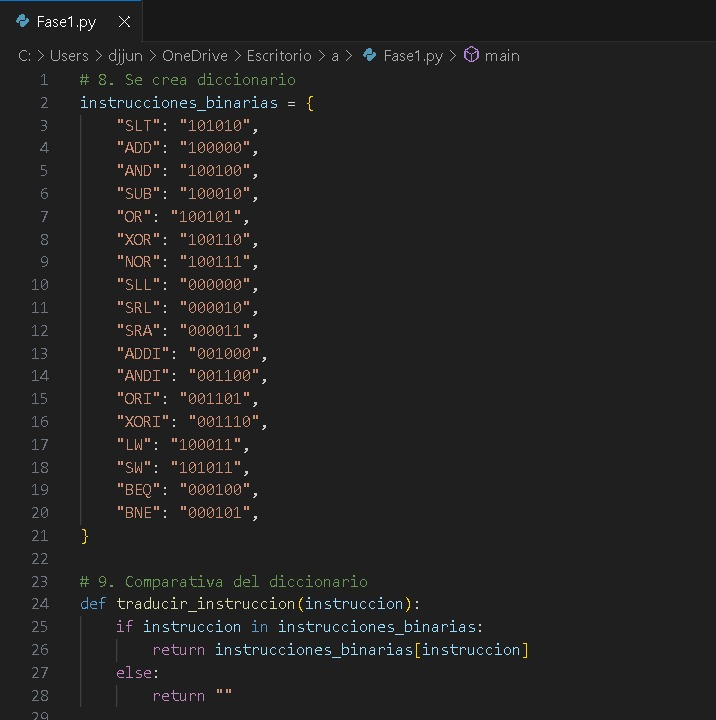 Fase1.py
C: > Users > djjun > OneDrive > Escritorio > a > Fase1.py > main
1 # 8. Se crea diccionario
2 instrucciones_binarias = {
3 "SLT": "101010",
4 "ADD": "100000",
5 "AND": "100100",
6 "SUB": "100010",
7 "OR": "100101",
8 "XOR": "100110",
9 "NOR": "100111",
10 "SLL": "000000",
11 "SRL": "000010",
12 "SRA": "000011",
13 "ADDI": "001000",
14 "ANDI": "001100",
15 "ORI": "001101",
16 "XORI": "001110",
17 "LW": "100011",
18 "SW": "101011",
19 "BEQ": "000100",
20 "BNE": "000101",
21 }
22
23 # 9. Comparativa del diccionario
24 def traducir_instruccion(instruccion):
25 if instruccion in instrucciones_binarias:
26 return instrucciones_binarias[instruccion]
27 else:
28 return ""
29